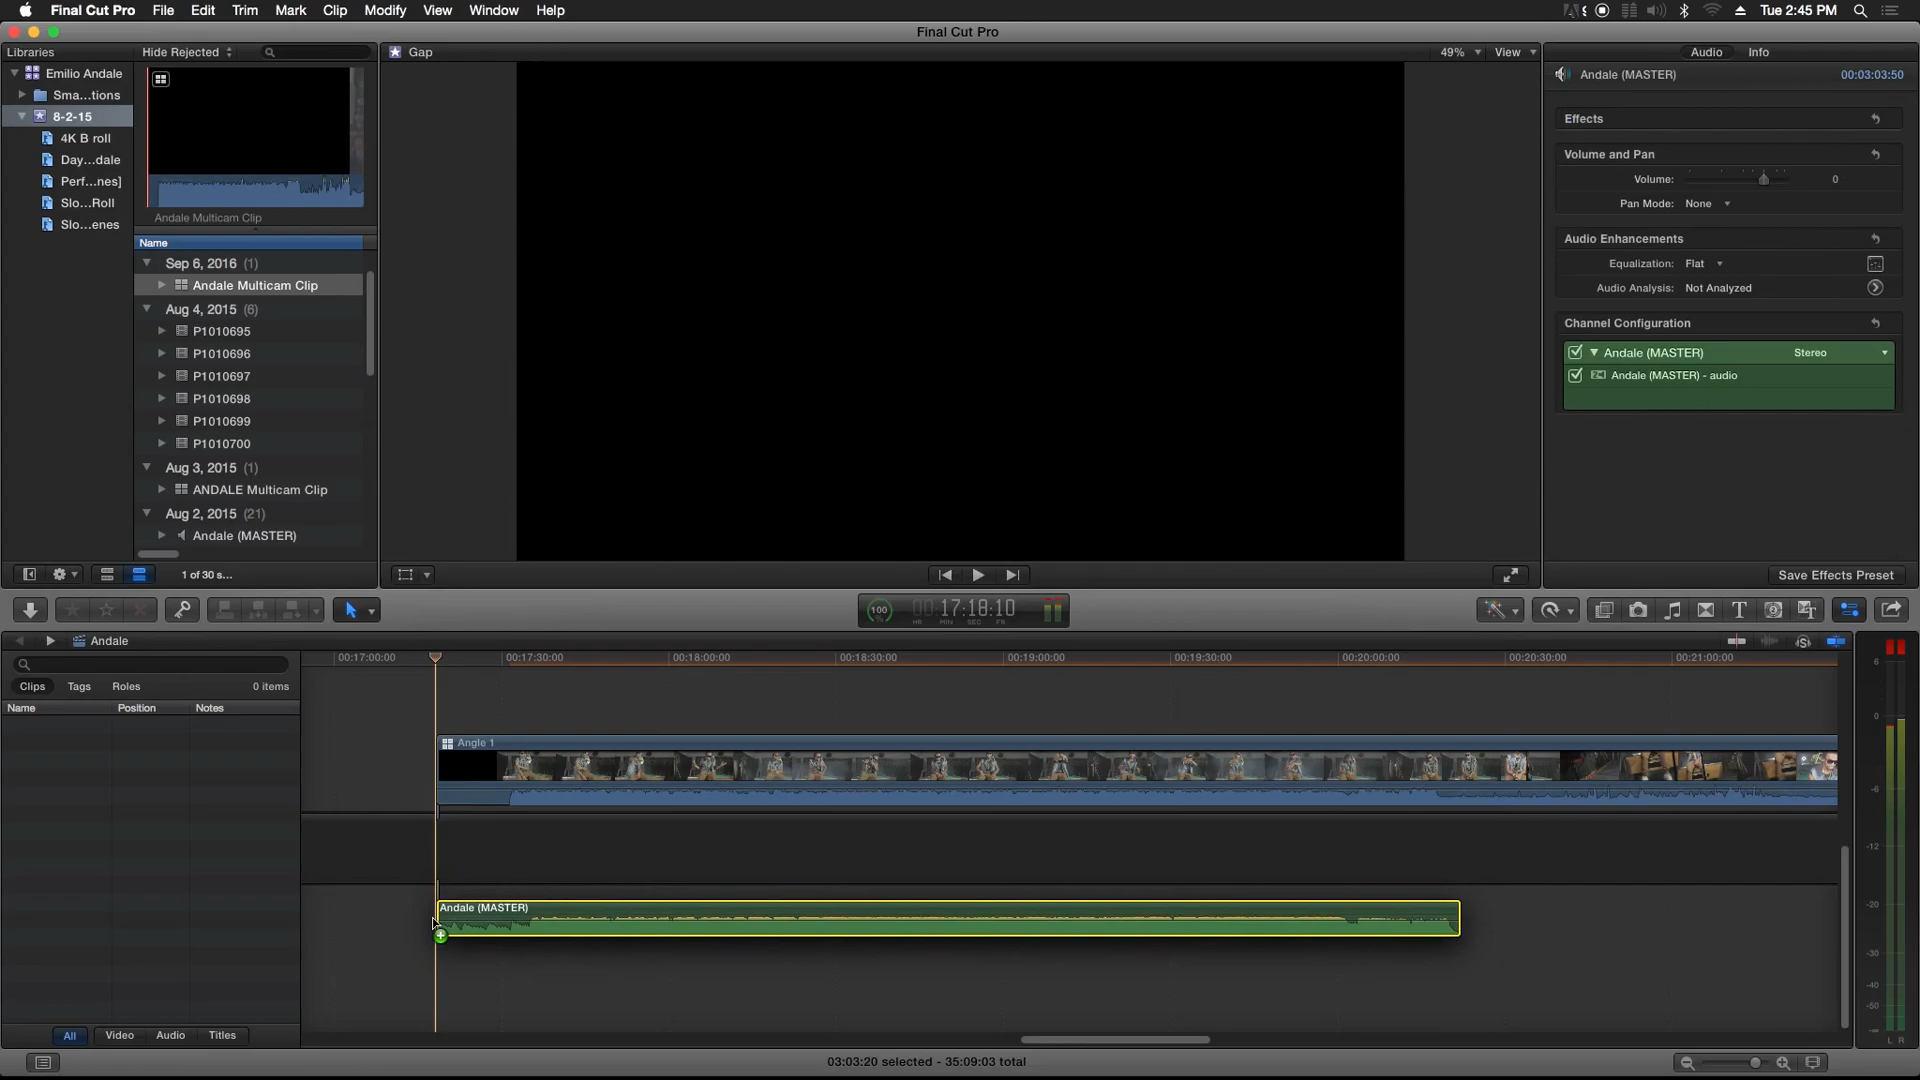 Final Cut Pro File Edit Trim Mark Clip Modify View Window Help Tue 2:45 PM
Final Cut Pro
Libraries Hide Rejected Gap 49% View Audio Info
Emilio Andale
Sma...tions
8-2-15
4K B roll
Day...dale
Perf...nes]
Slo...Roll
Slo...enes
Andale Multicam Clip
Name
Sep 6, 2016 (1)
Andale Multicam Clip
Aug 4, 2015 (6)
P1010695
P1010696
P1010697
P1010698
P1010699
P1010700
Aug 3, 2015 (1)
ANDALE Multicam Clip
Aug 2, 2015 (21)
Andale (MASTER)
1 of 30 s...
Andale (MASTER) 00:03:03:50
Effects
Volume and Pan
Volume: 0
Pan Mode: None
Audio Enhancements
Equalization: Flat
Audio Analysis: Not Analyzed
Channel Configuration
Andale (MASTER) Stereo
Andale (MASTER) - audio
Save Effects Preset
100 % 00:17:18:10
HR MIN SEC FR
Andale
Clips Tags Roles 0 items
Name Position Notes
00:17:00:00 00:17:30:00 00:18:00:00 00:18:30:00 00:19:00:00 00:19:30:00 00:20:00:00 00:20:30:00 00:21:00:00
Angle 1
Andale (MASTER)
6
0
-6
-12
-20
-30
-40
-50
L R
All Video Audio Titles
03:03:20 selected - 35:09:03 total